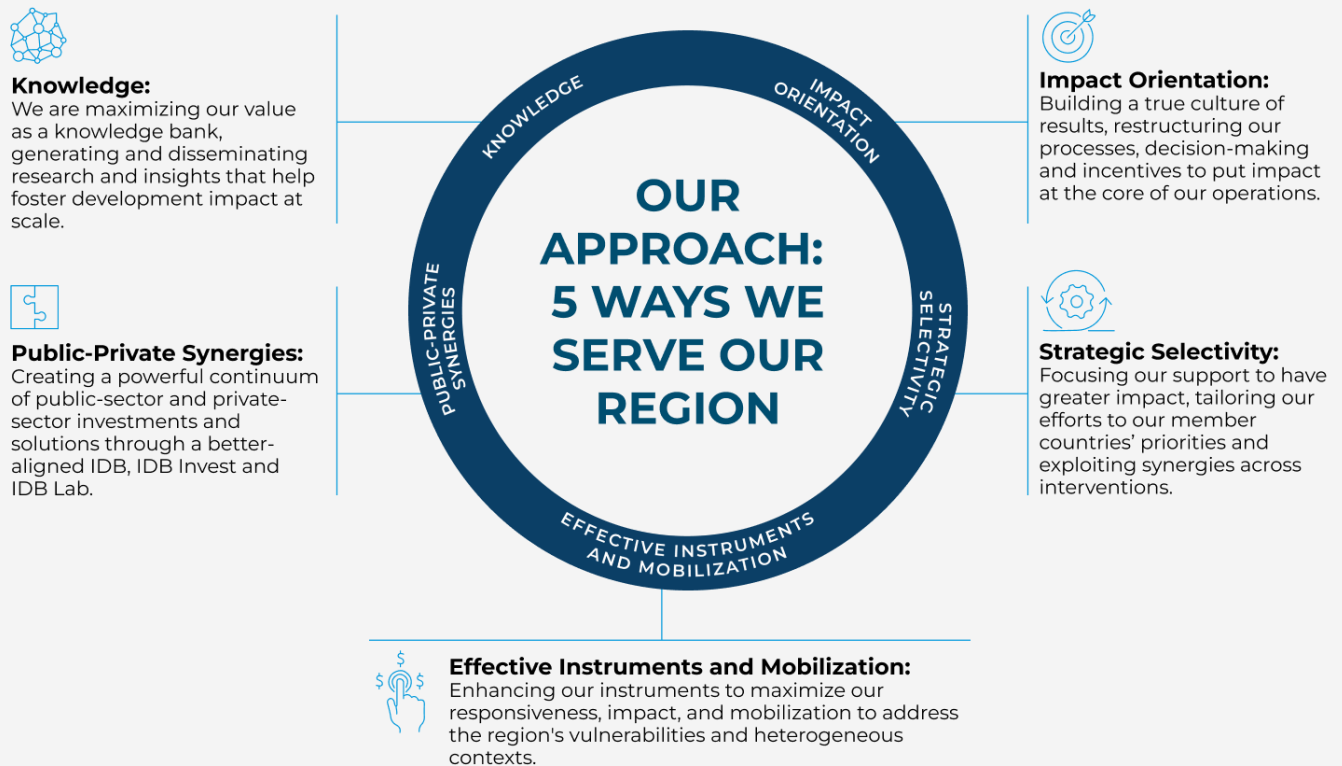 Knowledge:
We are maximizing our value
as a knowledge bank,
generating and disseminating
research and insights that help
foster development impact at
scale.
Public-Private Synergies:
Creating a powerful continuum
of public-sector and private-
sector investments and
solutions through a better-
aligned IDB, IDB Invest and
IDB Lab.
KNOWLEDGE
IMPACT
ORIENTATION
PUBLIC-PRIVATE
SYNERGIES
STRATEGIC
SELECTIVITY
EFFECTIVE INSTRUMENTS
AND MOBILIZATION
OUR
APPROACH:
5 WAYS WE
SERVE OUR
REGION
Impact Orientation:
Building a true culture of
results, restructuring our
processes, decision-making
and incentives to put impact
at the core of our operations.
Strategic Selectivity:
Focusing our support to have
greater impact, tailoring our
efforts to our member
countries’ priorities and
exploiting synergies across
interventions.
$
$ $
Effective Instruments and Mobilization:
Enhancing our instruments to maximize our
responsiveness, impact, and mobilization to address
the region's vulnerabilities and heterogeneous
contexts.